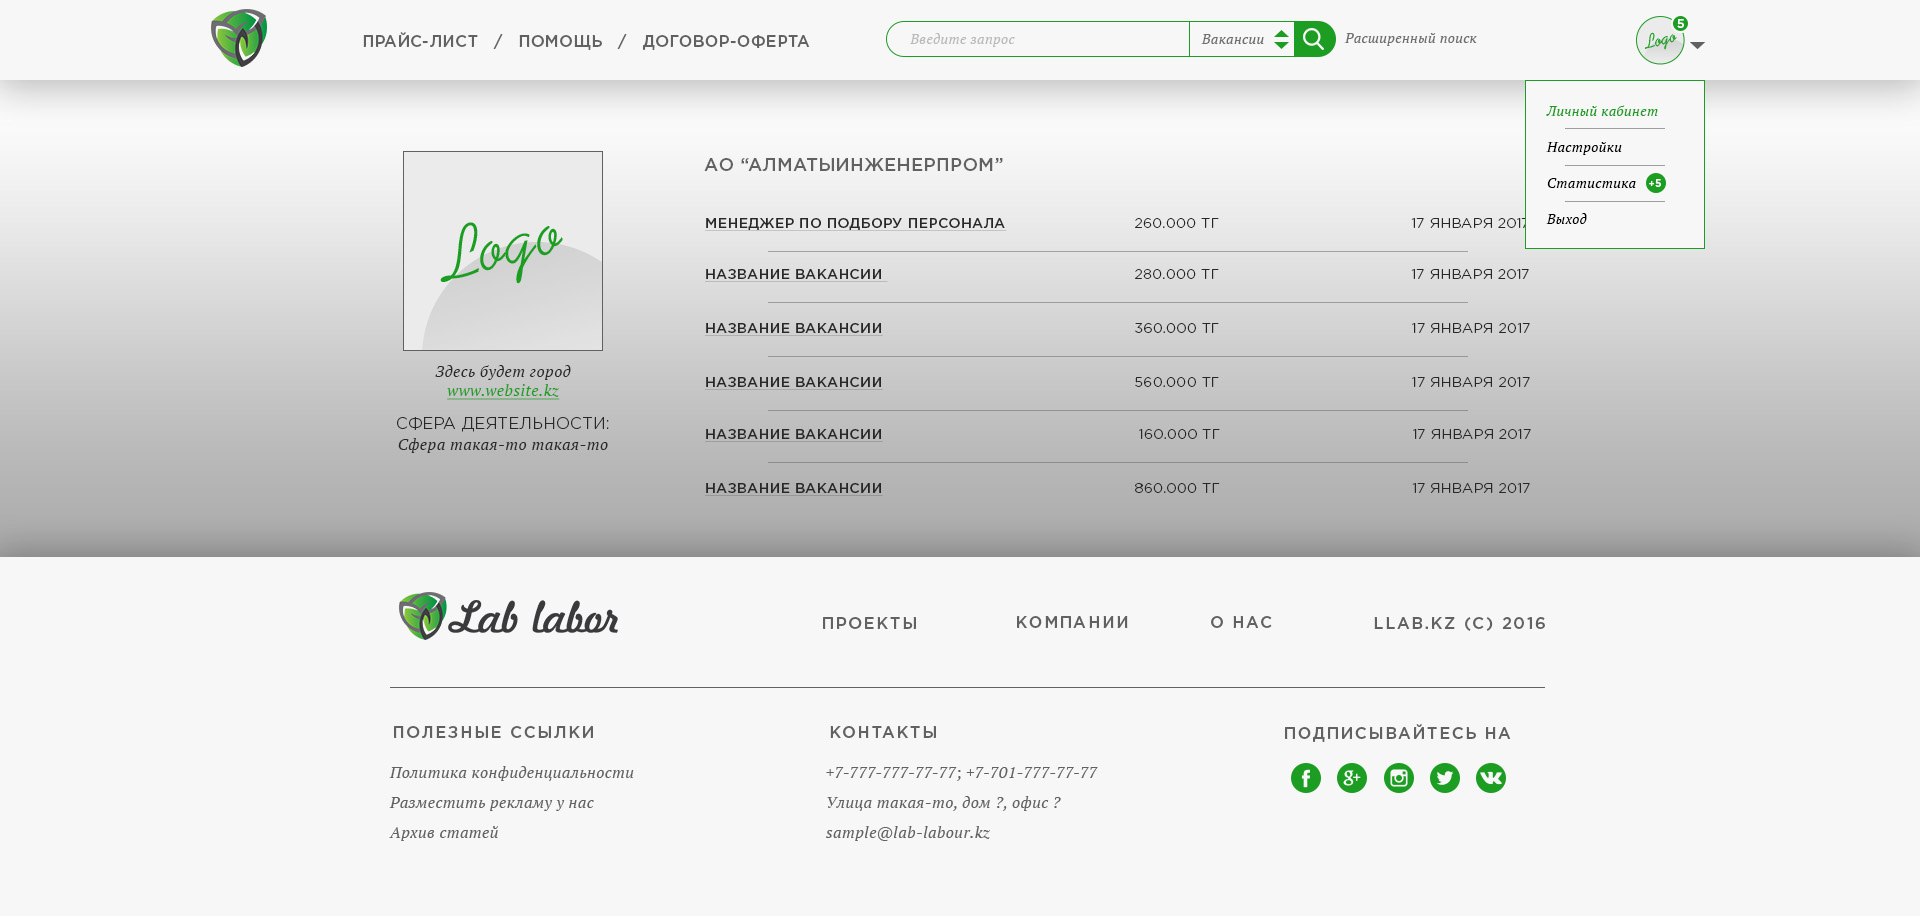 ПРАЙС-ЛИСТ / ПОМОЩЬ / ДОГОВОР-ОФЕРТА
Введите запрос
Вакансии
Расширенный поиск
Logo
5
Личный кабинет
Настройки
Статистика +5
Выход
Logo
Здесь будет город
www.website.kz
СФЕРА ДЕЯТЕЛЬНОСТИ:
Сфера такая-то такая-то
АО “АЛМАТЫИНЖЕНЕРПРОМ”
МЕНЕДЖЕР ПО ПОДБОРУ ПЕРСОНАЛА 260.000 ТГ 17 ЯНВАРЯ 2017
НАЗВАНИЕ ВАКАНСИИ 280.000 ТГ 17 ЯНВАРЯ 2017
НАЗВАНИЕ ВАКАНСИИ 360.000 ТГ 17 ЯНВАРЯ 2017
НАЗВАНИЕ ВАКАНСИИ 560.000 ТГ 17 ЯНВАРЯ 2017
НАЗВАНИЕ ВАКАНСИИ 160.000 ТГ 17 ЯНВАРЯ 2017
НАЗВАНИЕ ВАКАНСИИ 860.000 ТГ 17 ЯНВАРЯ 2017
Lab labor
ПРОЕКТЫ
КОМПАНИИ
О НАС
LLAB.KZ (C) 2016
ПОЛЕЗНЫЕ ССЫЛКИ
Политика конфиденциальности
Разместить рекламу у нас
Архив статей
КОНТАКТЫ
+7-777-777-77-77; +7-701-777-77-77
Улица такая-то, дом ?, офис ?
sample@lab-labour.kz
ПОДПИСЫВАЙТЕСЬ НА